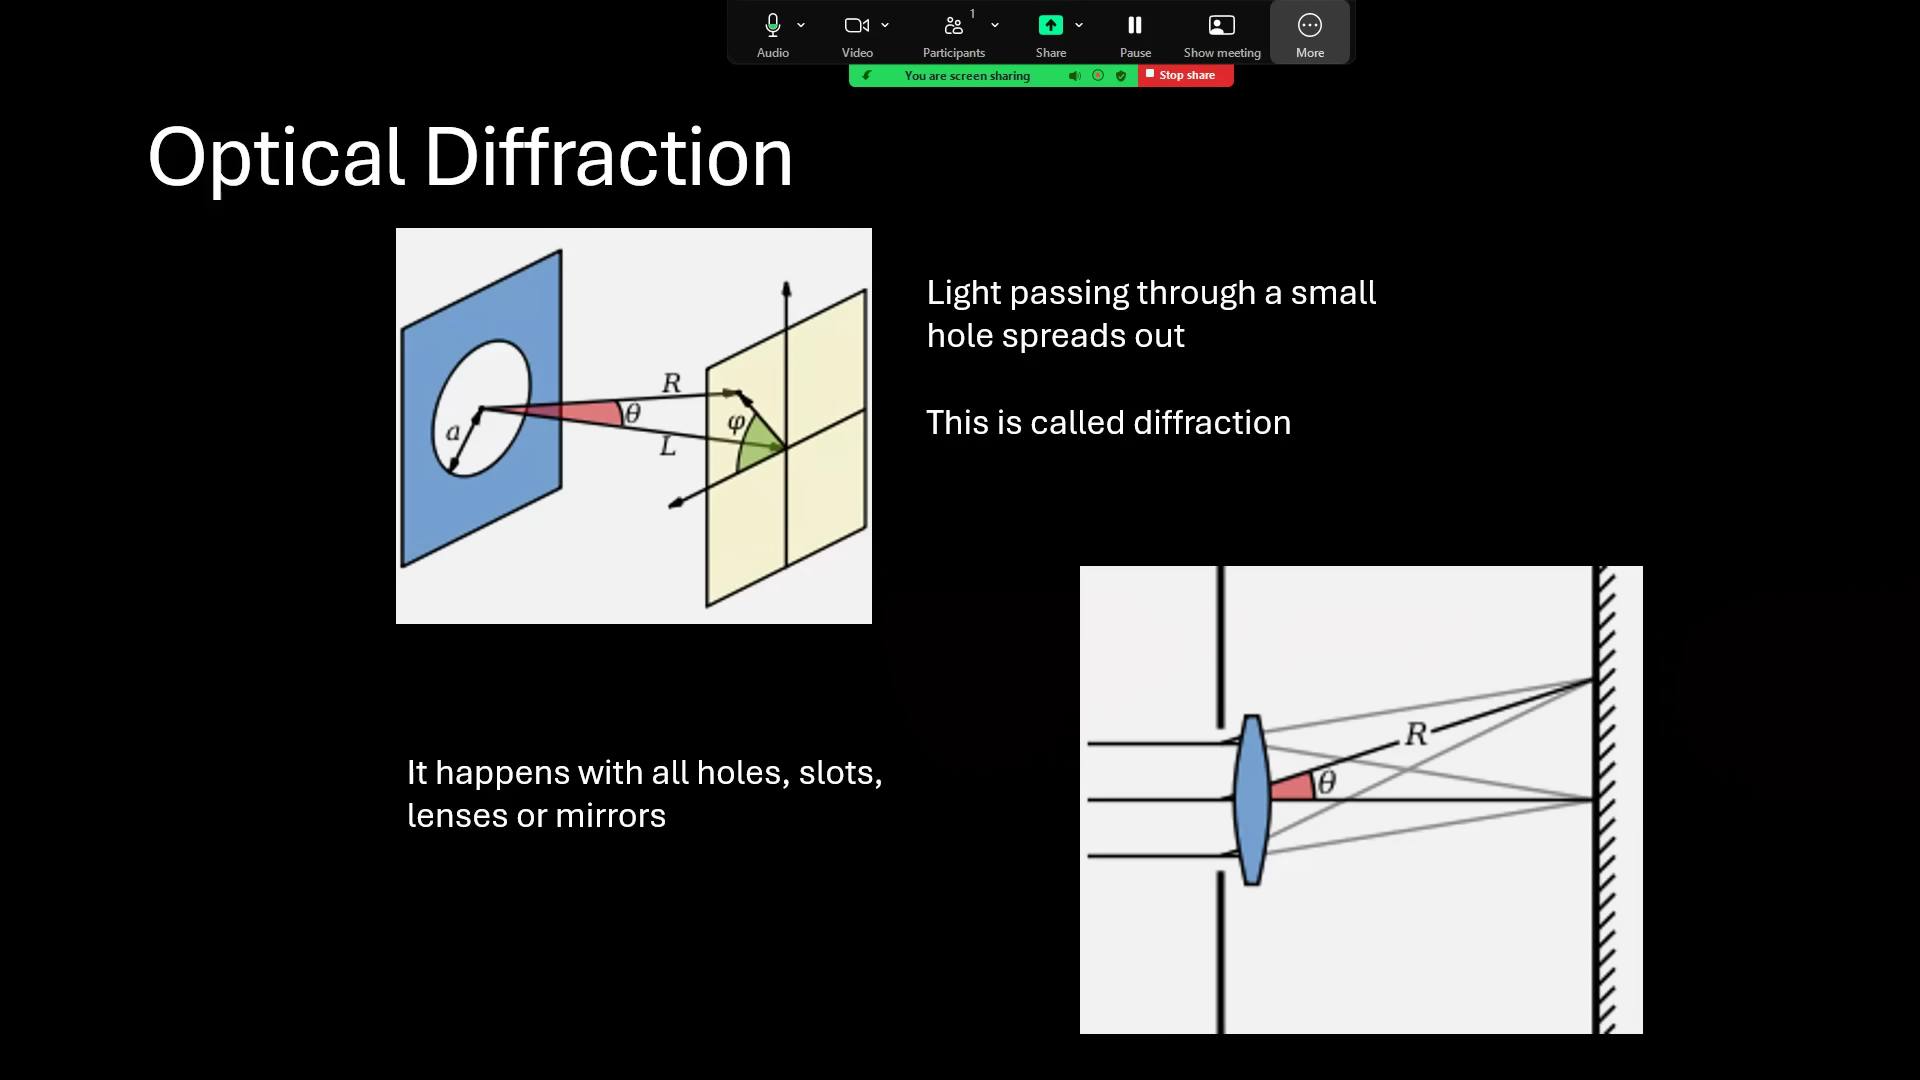 1
Audio
Video
Participants
Share
Pause
Show meeting
More
You are screen sharing
Stop share
Optical Diffraction
Light passing through a small
hole spreads out
This is called diffraction
R
θ
φ
a
L
It happens with all holes, slots,
lenses or mirrors
R
θ